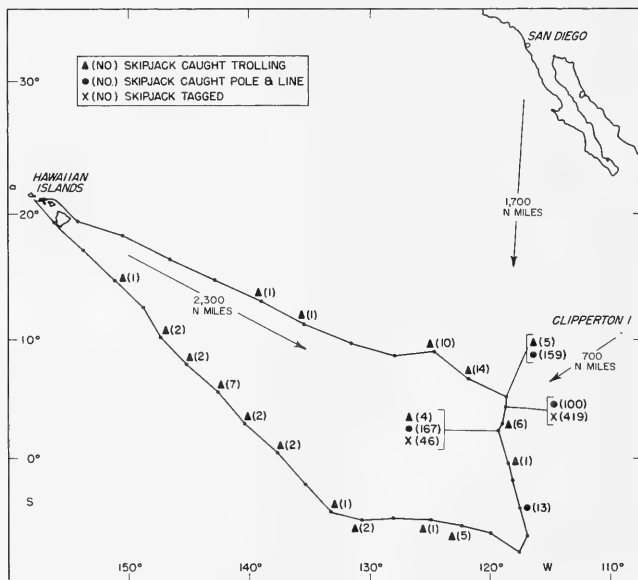 SAN DIEGO
▲(NO.) SKIPJACK CAUGHT TROLLING
●(NO.) SKIPJACK CAUGHT POLE & LINE
X(NO) SKIPJACK TAGGED
30°
HAWAIIAN
ISLANDS
1,700
N MILES
20°
▲(1)
▲(1)
2,300
N MILES
▲(1)
CLIPPERTON I
▲(2)
▲(10)
▲(5)
●(159)
700
N MILES
10°
▲(2)
▲(14)
▲(7)
●(100)
X(419)
▲(4)
●(167)
X(46)
▲(6)
▲(2)
▲(2)
0°
▲(1)
S
▲(1)
▲(2)
▲(1)
▲(5)
●(13)
150°
140°
130°
120°
W
110°